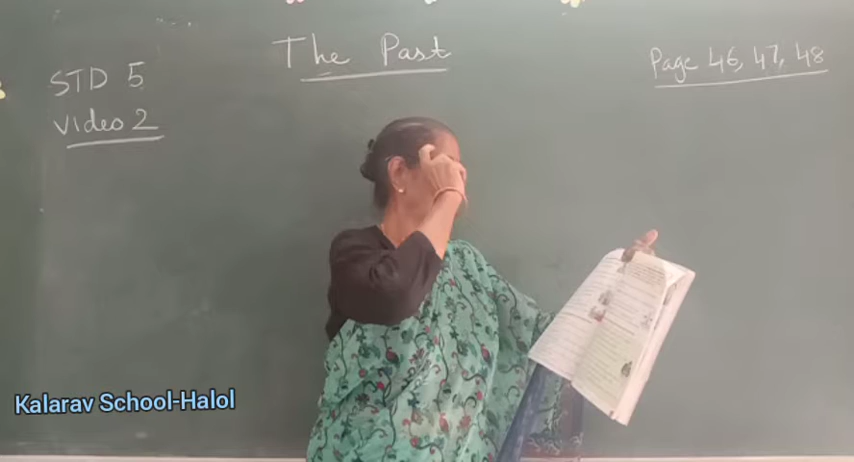 The Past
Page 46, 47, 48
STD 5
Video 2
Kalarav School-Halol